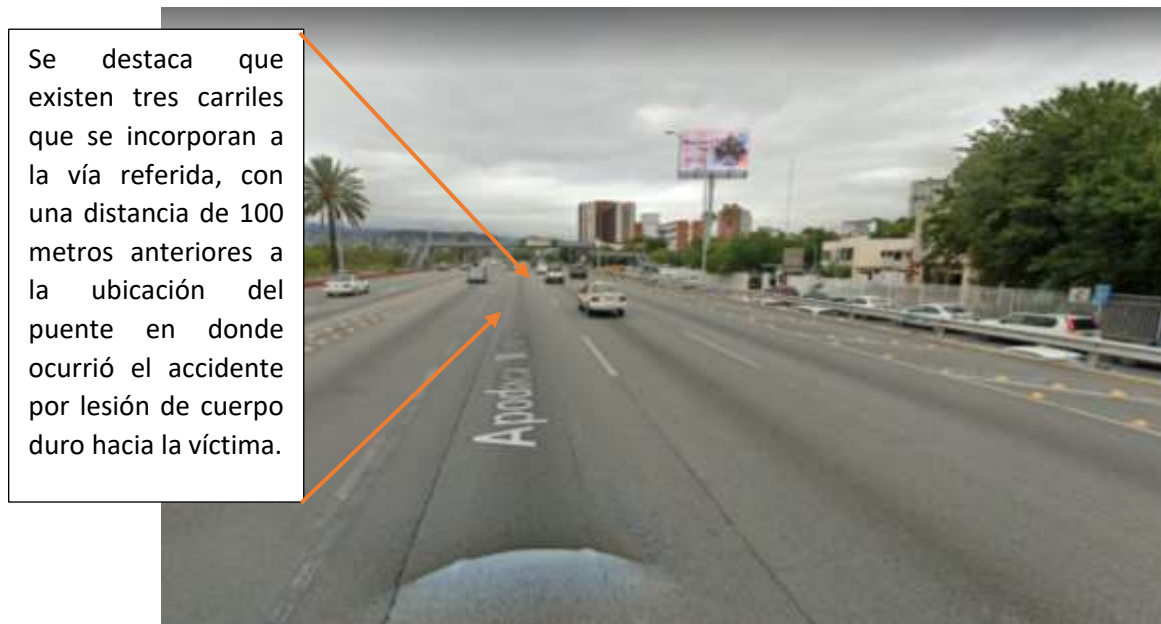 Se destaca que
existen tres carriles
que se incorporan a
la vía referida, con
una distancia de 100
metros anteriores a
la ubicación del
puente en donde
ocurrió el accidente
por lesión de cuerpo
duro hacia la víctima.